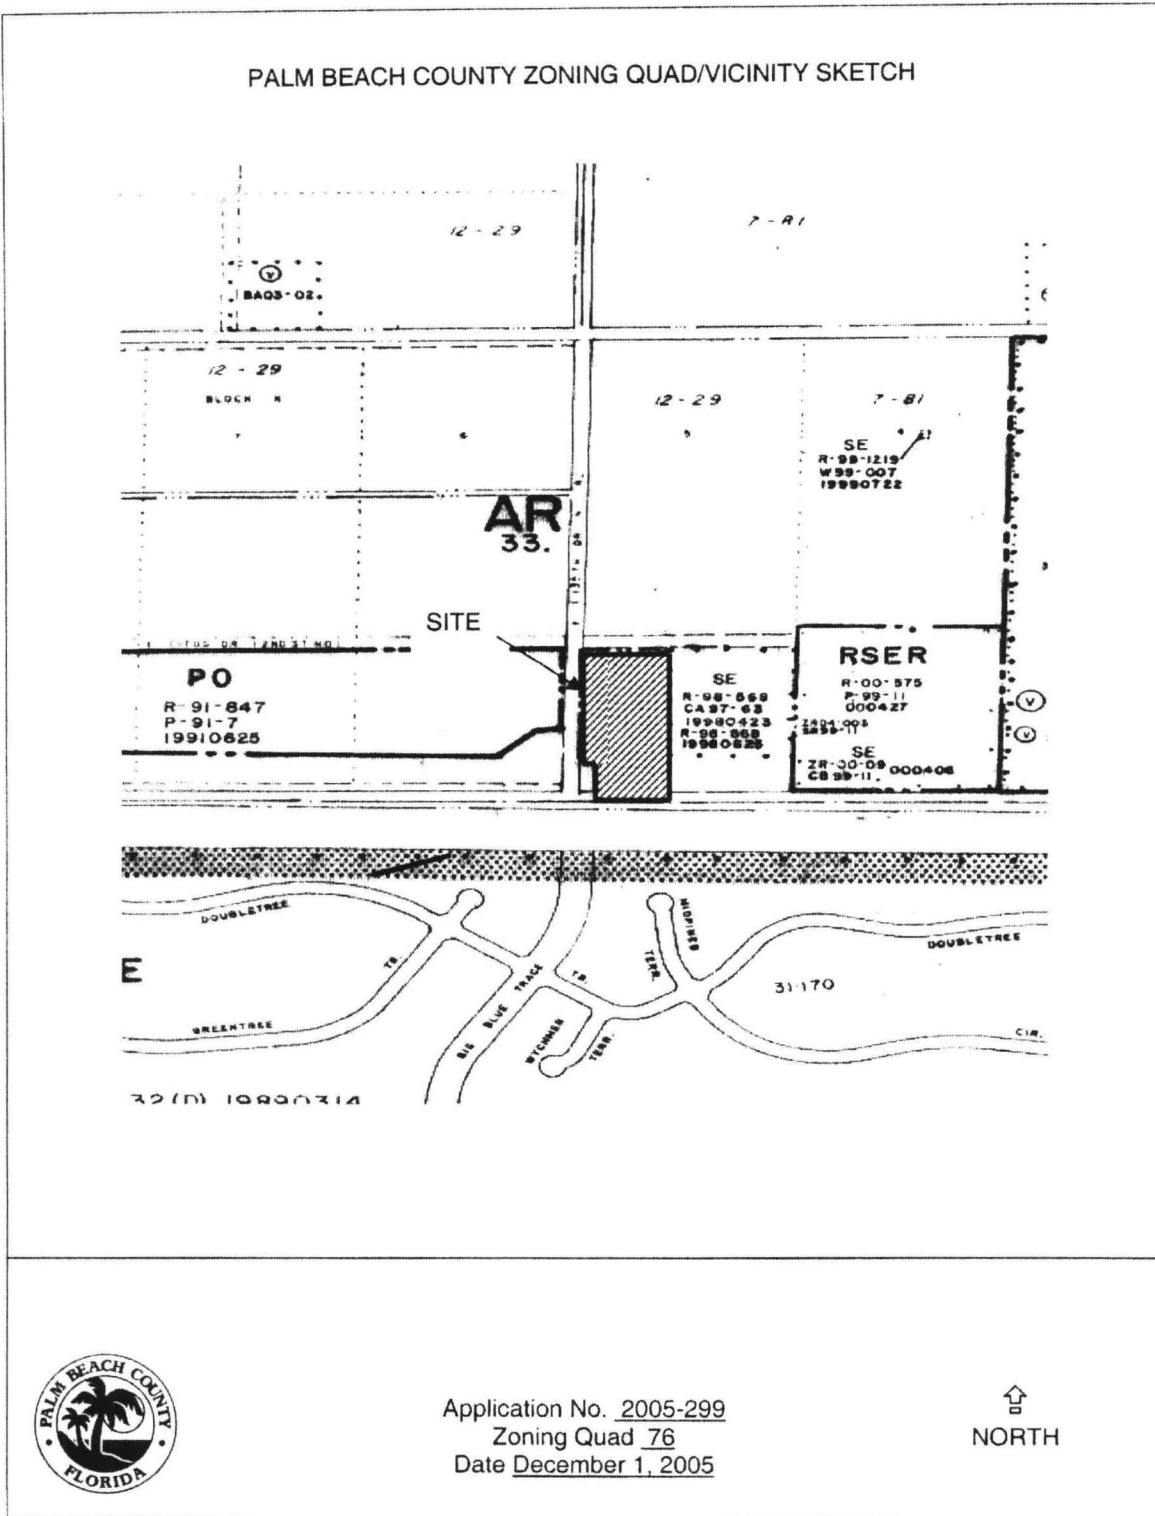 PALM BEACH COUNTY ZONING QUAD/VICINITY SKETCH
12 - 29
7 - 81
V
BA03-02
12 - 29
BLOCK N
12 - 29
7 - 81
SE
R-99-1219
W99-007
19990722
AR
33.
SITE
PO
R-91-847
P-91-7
19910625
SE
R-98-569
CA97-63
19980423
R-98-868
19980625
RSER
R-00-575
P-99-11
000427
SE
ZR-00-09
CB99-11
000406
V
V
DOUBLETREE
TR.
BIG BLUE TRACE
TR.
WYCHMER
TERR.
TERR.
DOUBLETREE
E
31-170
GREENTREE
CIR.
32(D) 19890314
PALM BEACH COUNTY
FLORIDA
Application No. 2005-299
Zoning Quad 76
Date December 1, 2005
NORTH